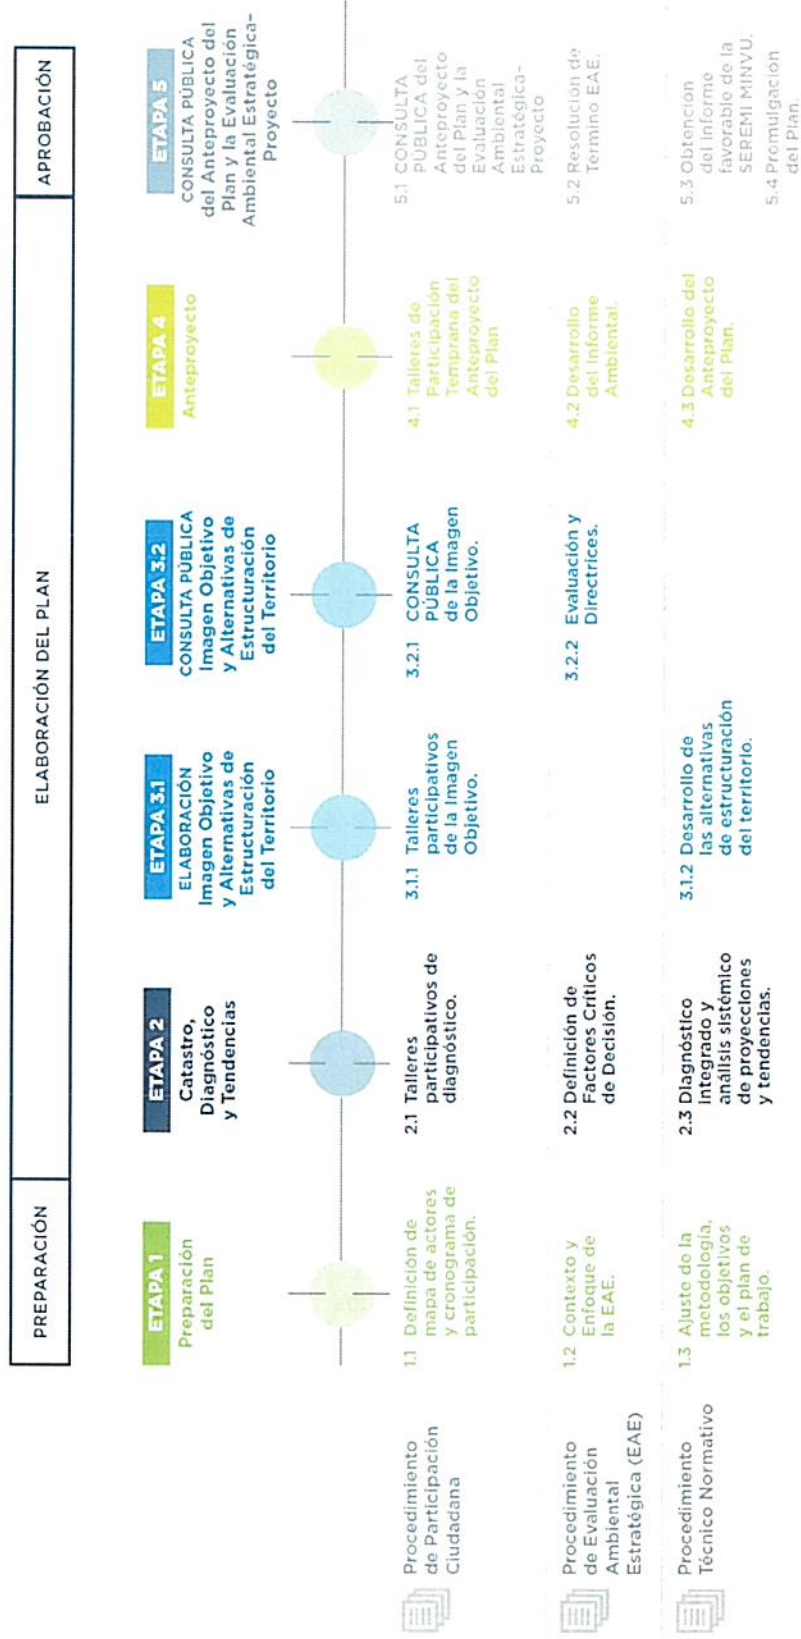 PREPARACIÓN
ELABORACIÓN DEL PLAN
APROBACIÓN
ETAPA 1
Preparación
del Plan
ETAPA 2
Catastro,
Diagnóstico
y Tendencias
ETAPA 3.1
ELABORACIÓN
Imagen Objetivo
y Alternativas de
Estructuración
del Territorio
ETAPA 3.2
CONSULTA PÚBLICA
Imagen Objetivo
y Alternativas de
Estructuración
del Territorio
ETAPA 4
Anteproyecto
ETAPA 5
CONSULTA PÚBLICA
del Anteproyecto del
Plan y la Evaluación
Ambiental Estratégica-
Proyecto
Procedimiento
de Participación
Ciudadana
1.1 Definición de
mapa de actores
y cronograma de
participación.
2.1 Talleres
participativos de
diagnóstico.
3.1.1 Talleres
participativos
de la Imagen
Objetivo.
3.2.1 CONSULTA
PÚBLICA
de la Imagen
Objetivo.
4.1 Talleres de
Participación
Temprana del
Anteproyecto
del Plan
5.1 CONSULTA
PÚBLICA del
Anteproyecto
del Plan y la
Evaluación
Ambiental
Estratégica-
Proyecto
Procedimiento
de Evaluación
Ambiental
Estratégica (EAE)
1.2 Contexto y
Enfoque de
la EAE.
2.2 Definición de
Factores Críticos
de Decisión.
3.2.2 Evaluación y
Directrices.
4.2 Desarrollo
del Informe
Ambiental.
5.2 Resolución de
Término EAE.
Procedimiento
Técnico Normativo
1.3 Ajuste de la
metodología,
los objetivos
y el plan de
trabajo.
2.3 Diagnóstico
integrado y
análisis sistémico
de proyecciones
y tendencias.
3.1.2 Desarrollo de
las alternativas
de estructuración
del territorio.
4.3 Desarrollo del
Anteproyecto
del Plan.
5.3 Obtención
del informe
favorable de la
SEREMI MINVU.
5.4 Promulgación
del Plan.